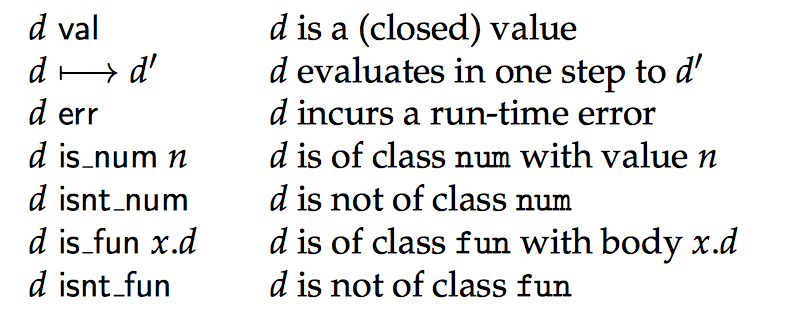 d val d is a (closed) value
d ⟼ d′ d evaluates in one step to d′
d err d incurs a run-time error
d is_num n d is of class num with value n
d isnt_num d is not of class num
d is_fun x.d d is of class fun with body x.d
d isnt_fun d is not of class fun